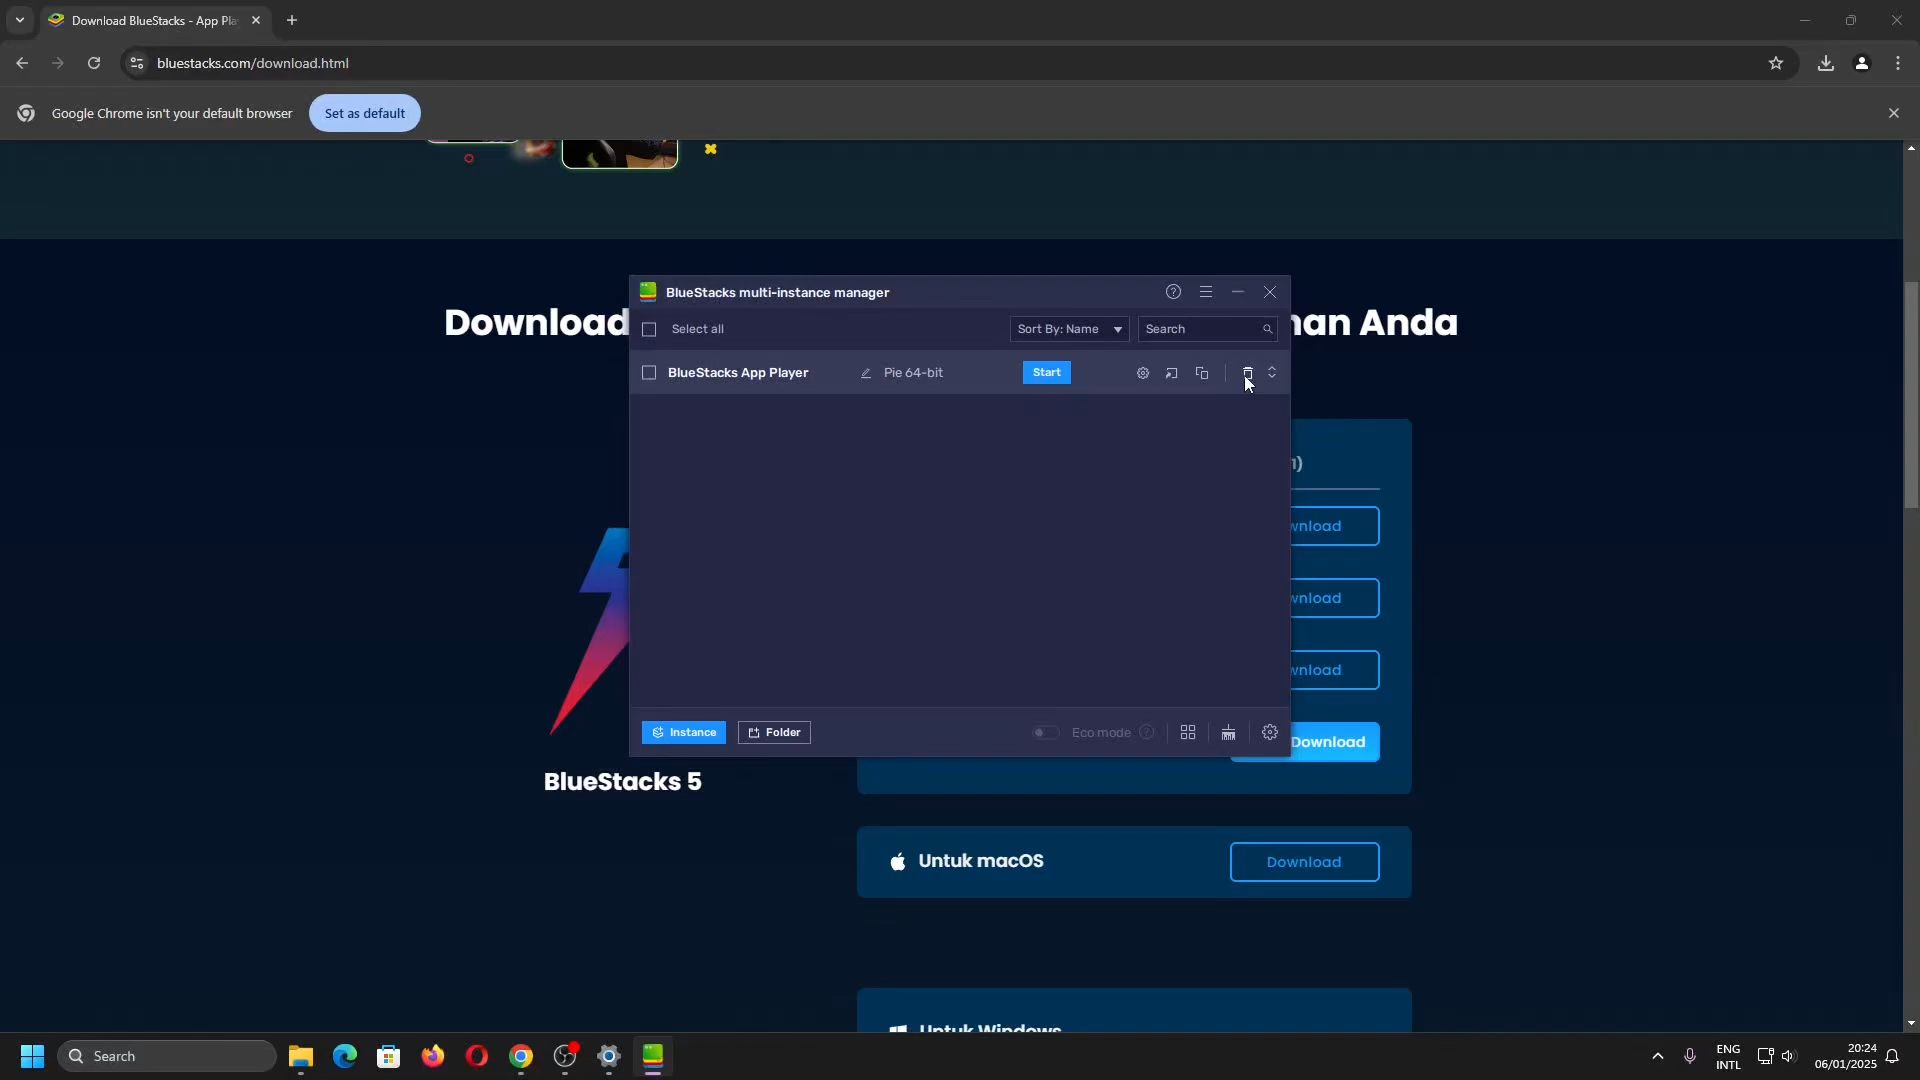 Download BlueStacks - App Pla
bluestacks.com/download.html
Google Chrome isn't your default browser
Set as default
Download
an Anda
BlueStacks multi-instance manager
Select all
Sort By: Name
Search
BlueStacks App Player
Pie 64-bit
Start
1)
wnload
wnload
wnload
Download
Instance
Folder
Eco mode
BlueStacks 5
Untuk macOS
Download
Untuk Windows
Search
ENG
INTL
20:24
06/01/2025